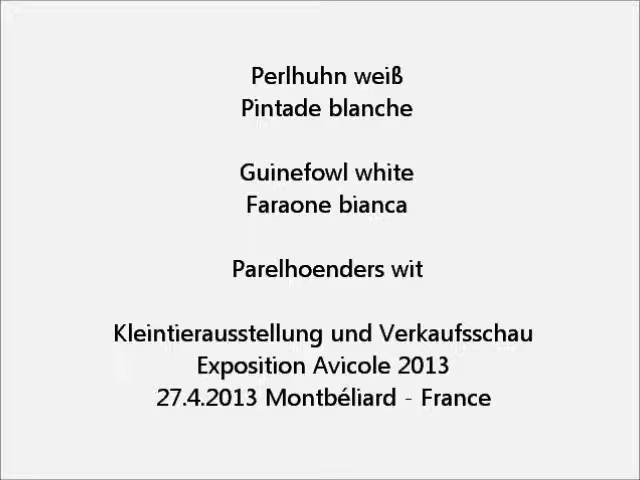 Perlhuhn weiß
Pintade blanche
Guinefowl white
Faraone bianca
Parelhoenders wit
Kleintierausstellung und Verkaufsschau
Exposition Avicole 2013
27.4.2013 Montbéliard - France